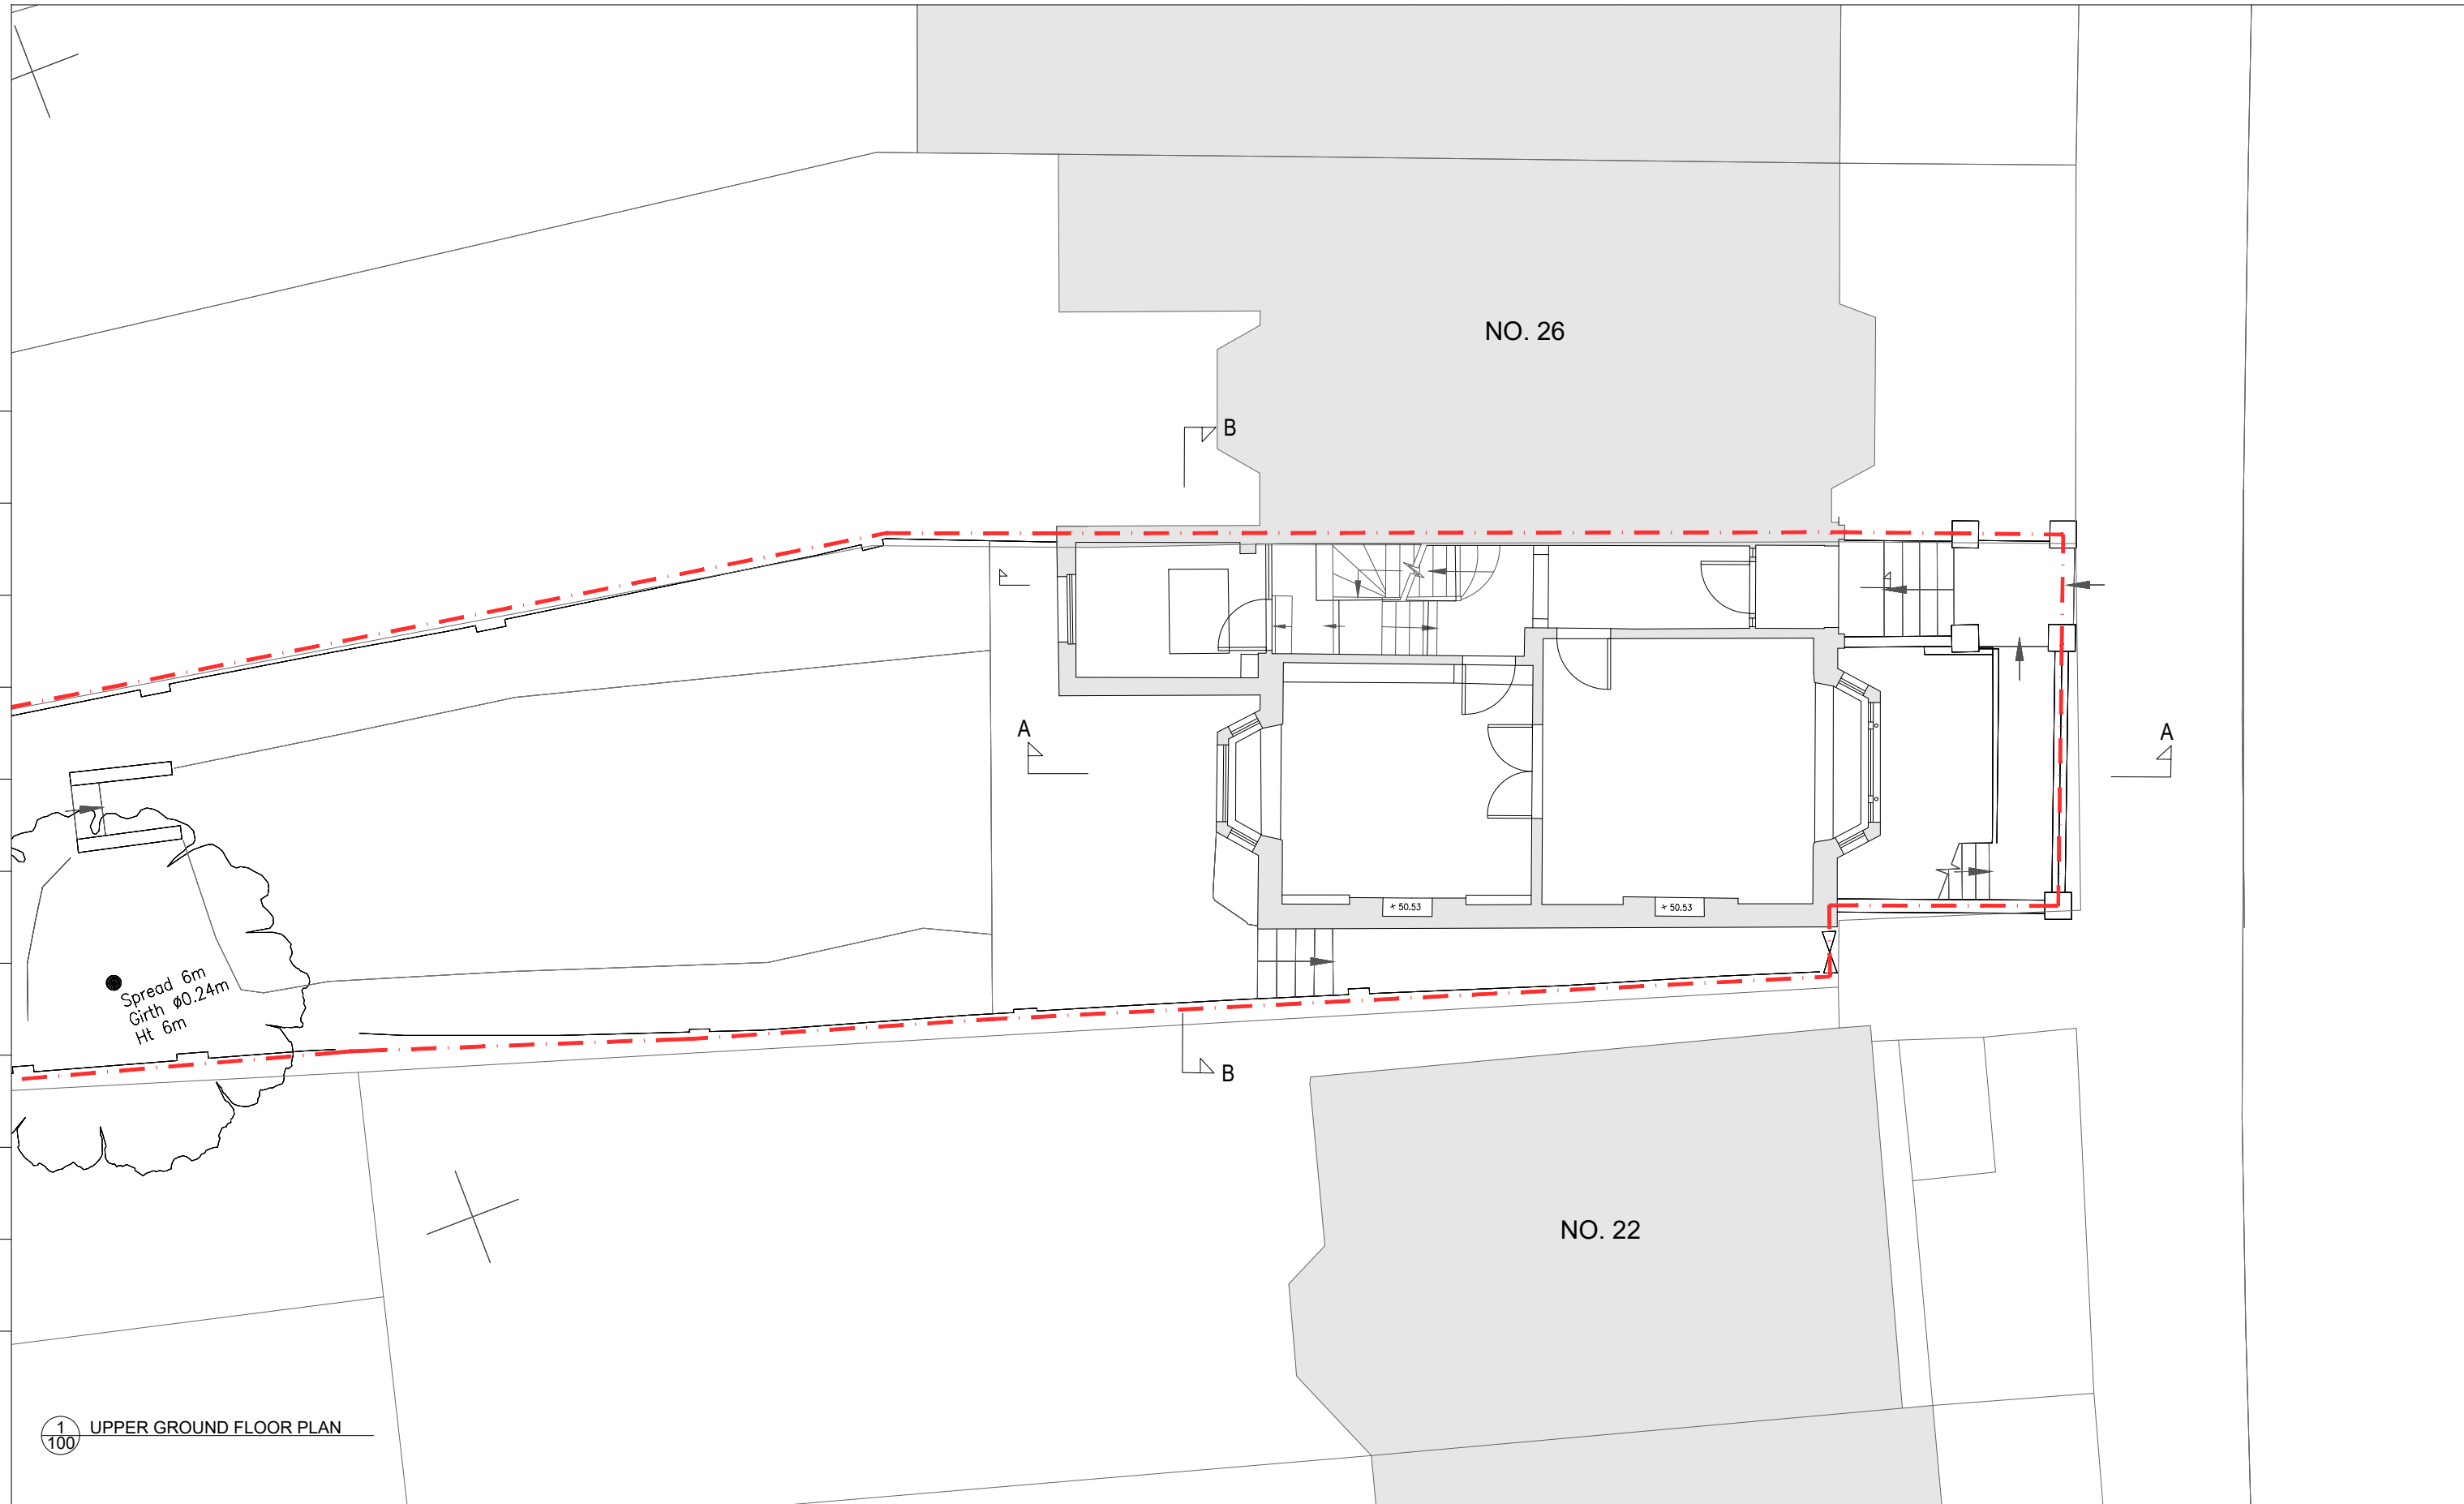 NO. 26
B
A
A
+ 50.53
+ 50.53
Spread 6m
Girth ø0.24m
Ht 6m
B
NO. 22
1
100
UPPER GROUND FLOOR PLAN